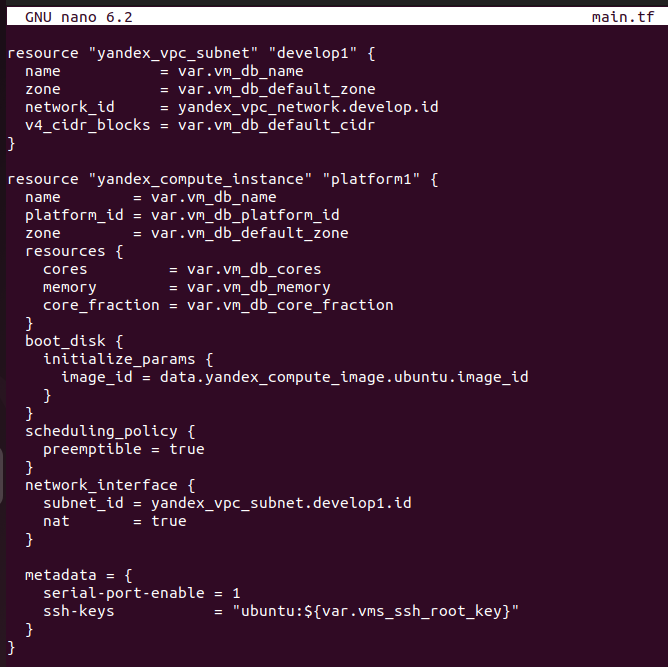 GNU nano 6.2 main.tf
resource "yandex_vpc_subnet" "develop1" {
  name           = var.vm_db_name
  zone           = var.vm_db_default_zone
  network_id     = yandex_vpc_network.develop.id
  v4_cidr_blocks = var.vm_db_default_cidr
}
resource "yandex_compute_instance" "platform1" {
  name        = var.vm_db_name
  platform_id = var.vm_db_platform_id
  zone        = var.vm_db_default_zone
  resources {
    cores         = var.vm_db_cores
    memory        = var.vm_db_memory
    core_fraction = var.vm_db_core_fraction
  }
  boot_disk {
    initialize_params {
      image_id = data.yandex_compute_image.ubuntu.image_id
    }
  }
  scheduling_policy {
    preemptible = true
  }
  network_interface {
    subnet_id = yandex_vpc_subnet.develop1.id
    nat       = true
  }
  metadata = {
    serial-port-enable = 1
    ssh-keys           = "ubuntu:${var.vms_ssh_root_key}"
  }
}